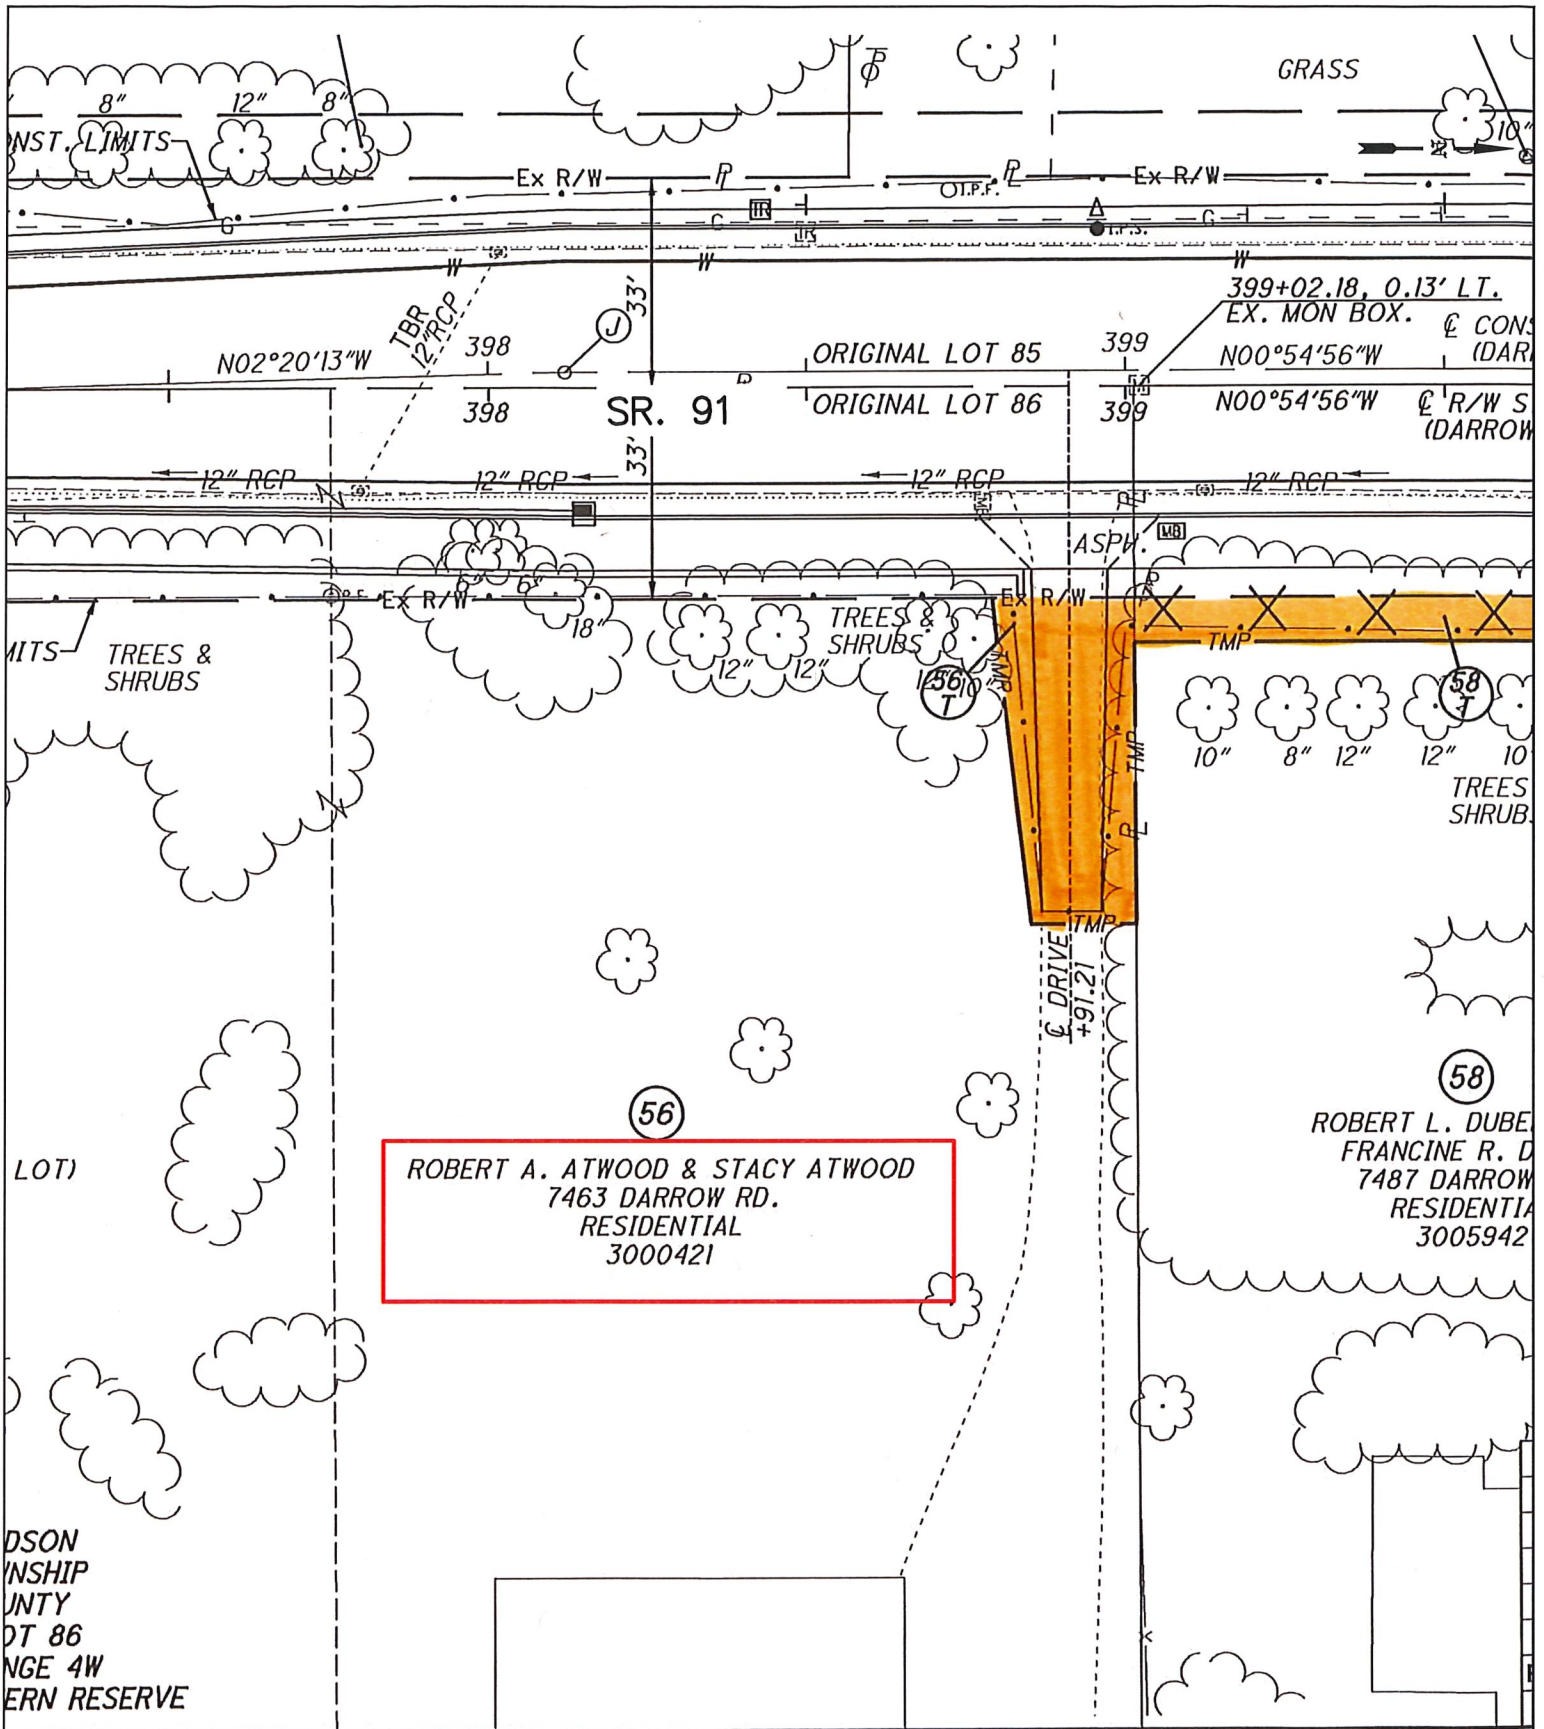 GRASS
8" 12" 8"
10"
CONST. LIMITS
Ex R/W
Ex R/W
I.P.F.
TR
G G G
TR
I.P.S.
W W W
33'
399+02.18, 0.13' LT.
EX. MON BOX.
TBR
12" RCP
J
N02°20'13"W
398
ORIGINAL LOT 85
399
N00°54'56"W
℄ CONS
(DAR
398
SR. 91
ORIGINAL LOT 86
399
N00°54'56"W
℄ R/W S
(DARROW
33'
12" RCP
12" RCP
12" RCP
12" RCP
ASPH.
MB
6" 6"
Ex R/W
Ex R/W
18"
TREES &
SHRUBS
TMP
MITS
TREES &
SHRUBS
12" 12"
TMP
56
T
58
T
10" 8" 12" 12" 10
TMP
TREES
SHRUB
TMP
℄ DRIVE
+91.21
56
ROBERT A. ATWOOD & STACY ATWOOD
7463 DARROW RD.
RESIDENTIAL
3000421
58
ROBERT L. DUBE
FRANCINE R. D
7487 DARROW
RESIDENTIA
3005942
LOT)
DSON
NSHIP
UNTY
OT 86
NGE 4W
ERN RESERVE